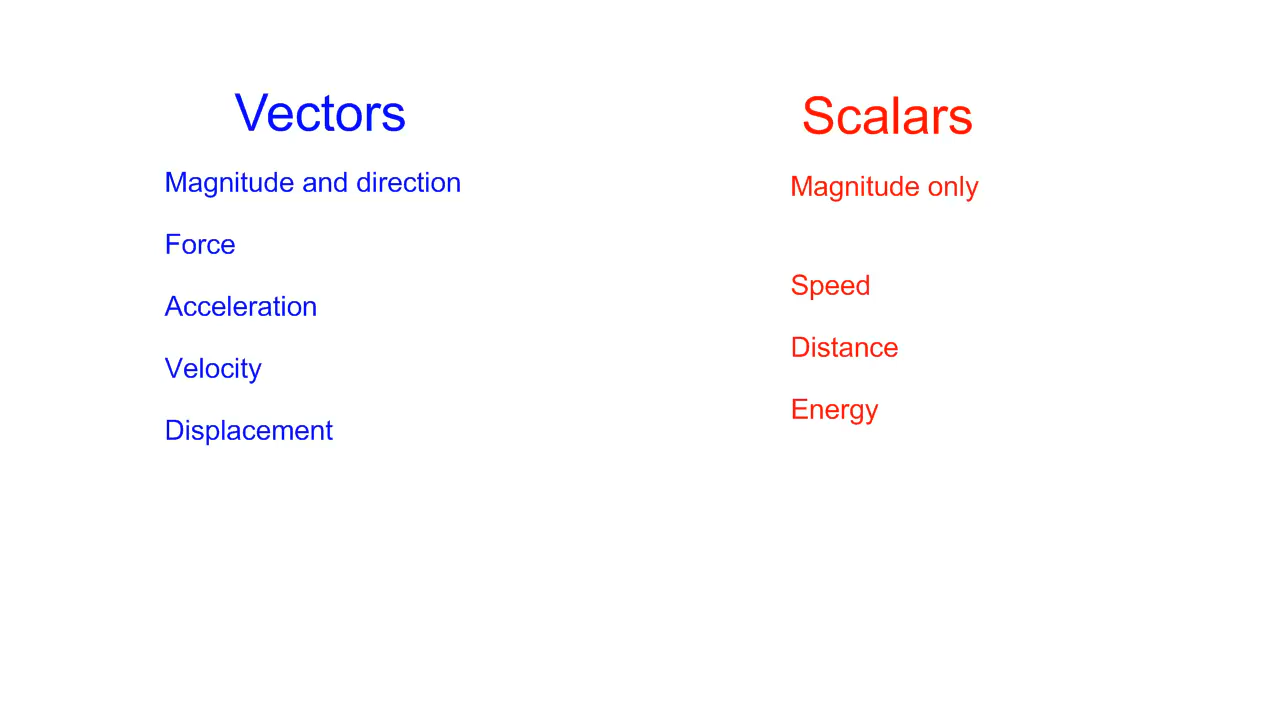 Vectors
Magnitude and direction
Force
Acceleration
Velocity
Displacement
Scalars
Magnitude only
Speed
Distance
Energy